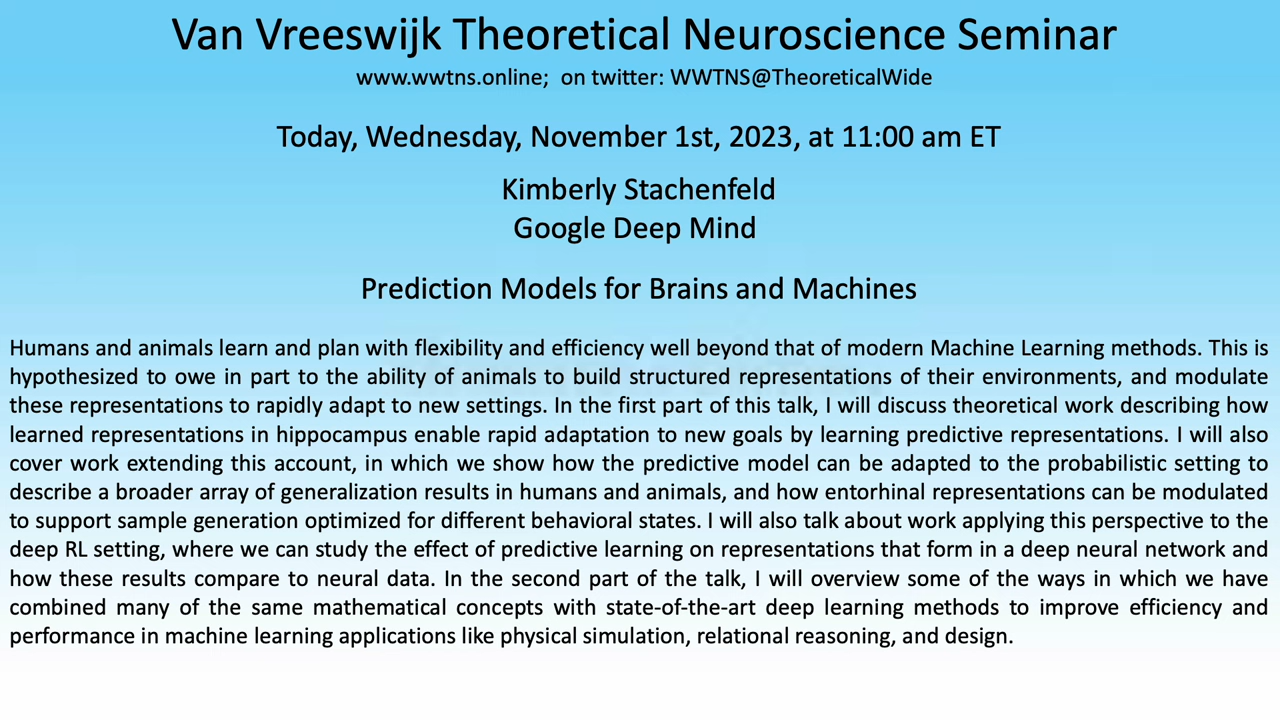 Van Vreeswijk Theoretical Neuroscience Seminar
www.wwtns.online;  on twitter: WWTNS@TheoreticalWide
Today, Wednesday, November 1st, 2023, at 11:00 am ET
Kimberly Stachenfeld
Google Deep Mind
Prediction Models for Brains and Machines
Humans and animals learn and plan with flexibility and efficiency well beyond that of modern Machine Learning methods. This is
hypothesized to owe in part to the ability of animals to build structured representations of their environments, and modulate
these representations to rapidly adapt to new settings. In the first part of this talk, I will discuss theoretical work describing how
learned representations in hippocampus enable rapid adaptation to new goals by learning predictive representations. I will also
cover work extending this account, in which we show how the predictive model can be adapted to the probabilistic setting to
describe a broader array of generalization results in humans and animals, and how entorhinal representations can be modulated
to support sample generation optimized for different behavioral states. I will also talk about work applying this perspective to the
deep RL setting, where we can study the effect of predictive learning on representations that form in a deep neural network and
how these results compare to neural data. In the second part of the talk, I will overview some of the ways in which we have
combined many of the same mathematical concepts with state-of-the-art deep learning methods to improve efficiency and
performance in machine learning applications like physical simulation, relational reasoning, and design.